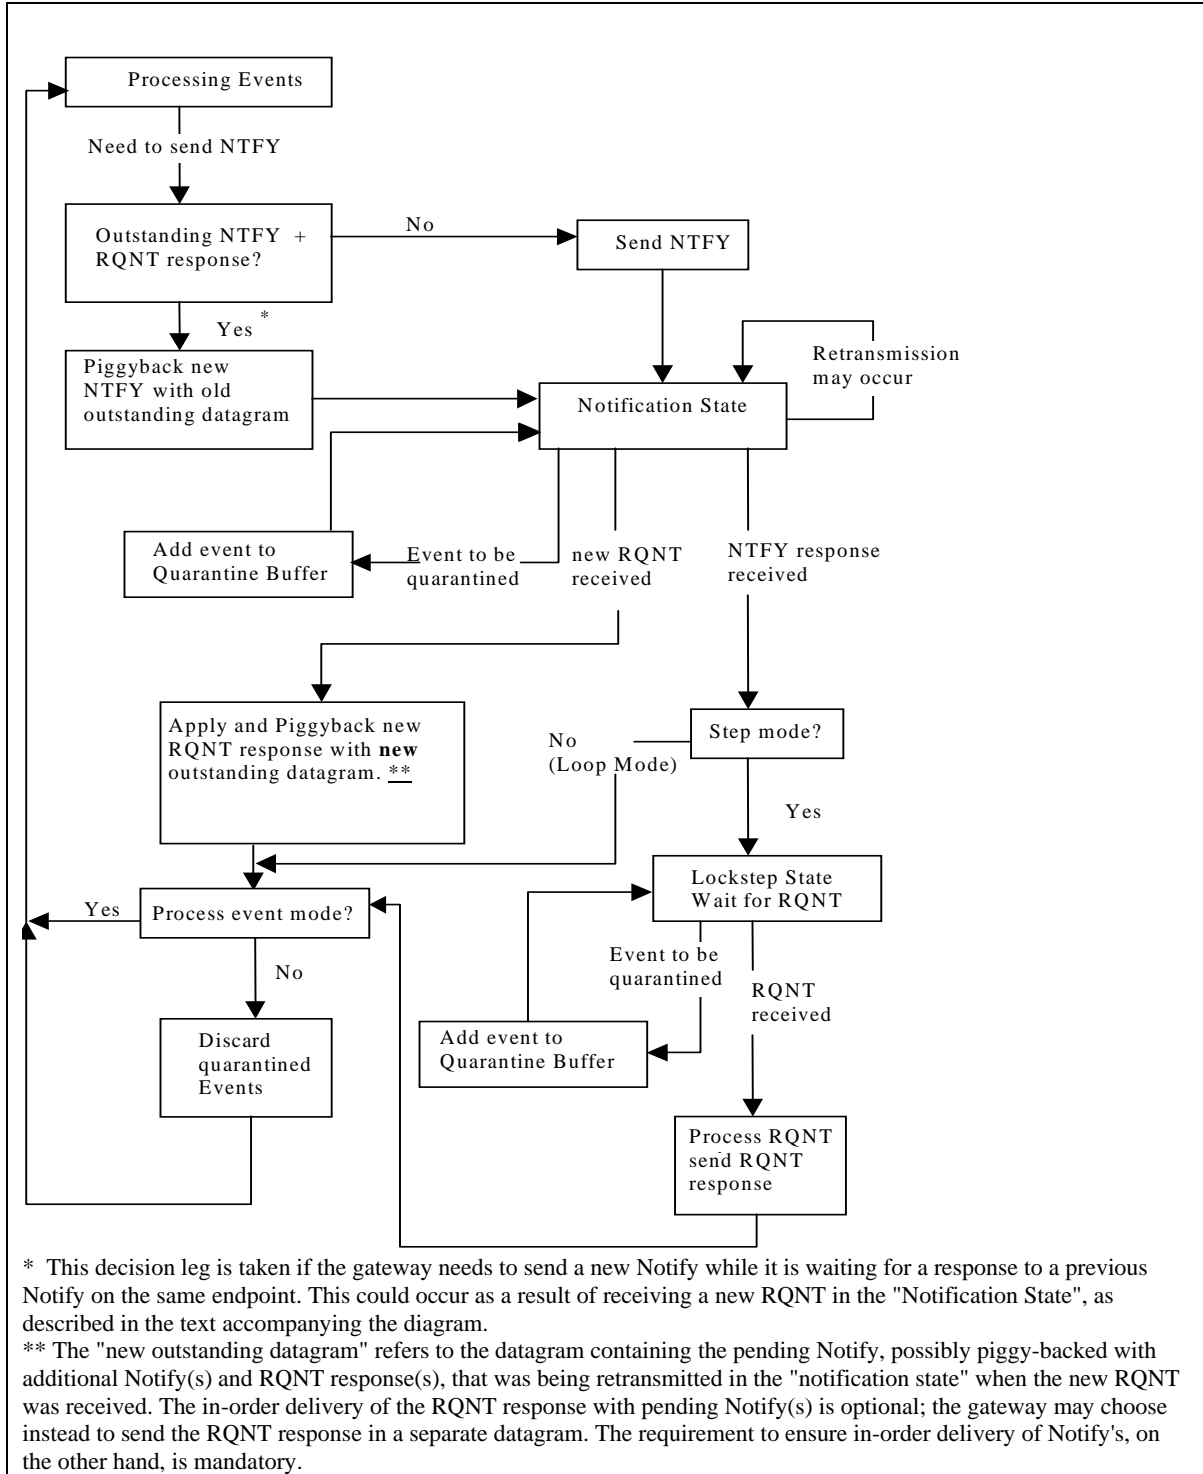 Processing Events
Need to send NTFY
Outstanding NTFY +
RQNT response?
No
Send NTFY
Yes *
Piggyback new
NTFY with old
outstanding datagram
Notification State
Retransmission
may occur
Add event to
Quarantine Buffer
Event to be
quarantined
new RQNT
received
NTFY response
received
Apply and Piggyback new
RQNT response with new
outstanding datagram. **
No
(Loop Mode)
Step mode?
Yes
Lockstep State
Wait for RQNT
Yes
Process event mode?
No
Event to be
quarantined
RQNT
received
Discard
quarantined
Events
Add event to
Quarantine Buffer
Process RQNT
send RQNT
response
* This decision leg is taken if the gateway needs to send a new Notify while it is waiting for a response to a previous
Notify on the same endpoint. This could occur as a result of receiving a new RQNT in the "Notification State", as
described in the text accompanying the diagram.
** The "new outstanding datagram" refers to the datagram containing the pending Notify, possibly piggy-backed with
additional Notify(s) and RQNT response(s), that was being retransmitted in the "notification state" when the new RQNT
was received. The in-order delivery of the RQNT response with pending Notify(s) is optional; the gateway may choose
instead to send the RQNT response in a separate datagram. The requirement to ensure in-order delivery of Notify's, on
the other hand, is mandatory.